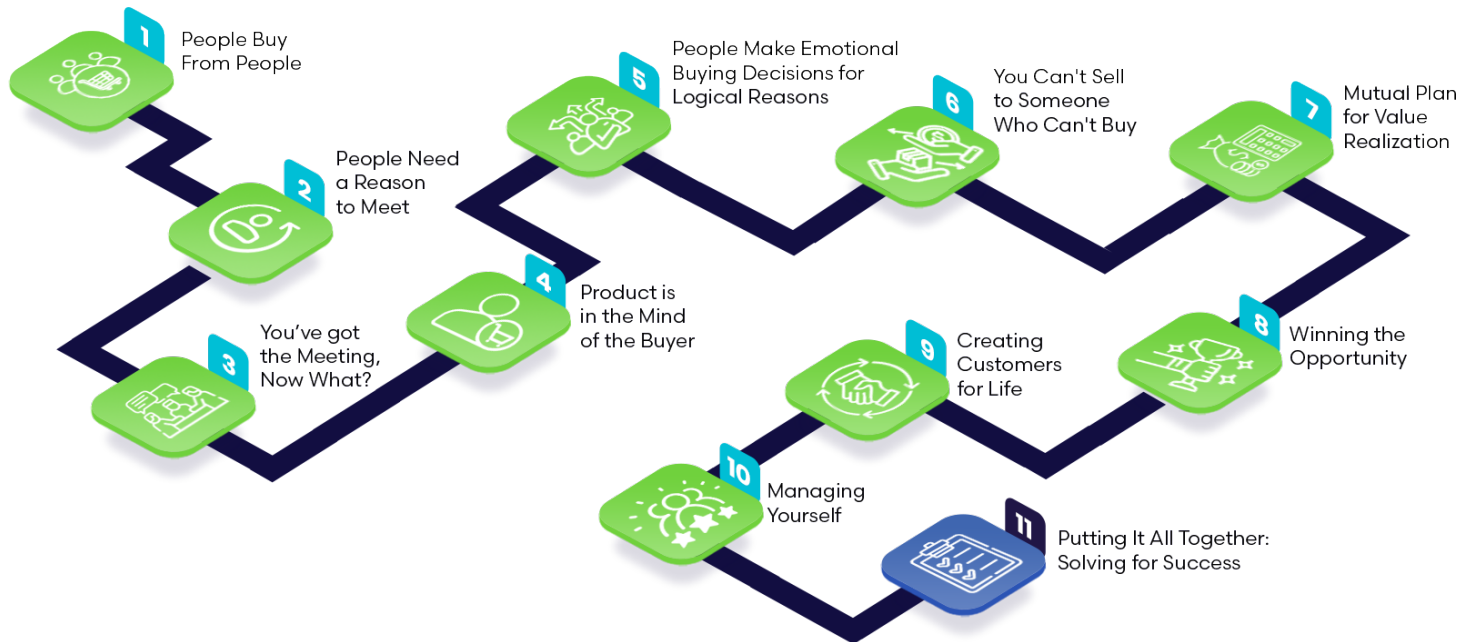 1
People Buy
From People
2
People Need
a Reason
to Meet
3
You’ve got
the Meeting,
Now What?
4
Product is
in the Mind
of the Buyer
5
People Make Emotional
Buying Decisions for
Logical Reasons
6
You Can't Sell
to Someone
Who Can't Buy
7
Mutual Plan
for Value
Realization
8
Winning the
Opportunity
9
Creating
Customers
for Life
10
Managing
Yourself
11
Putting It All Together:
Solving for Success